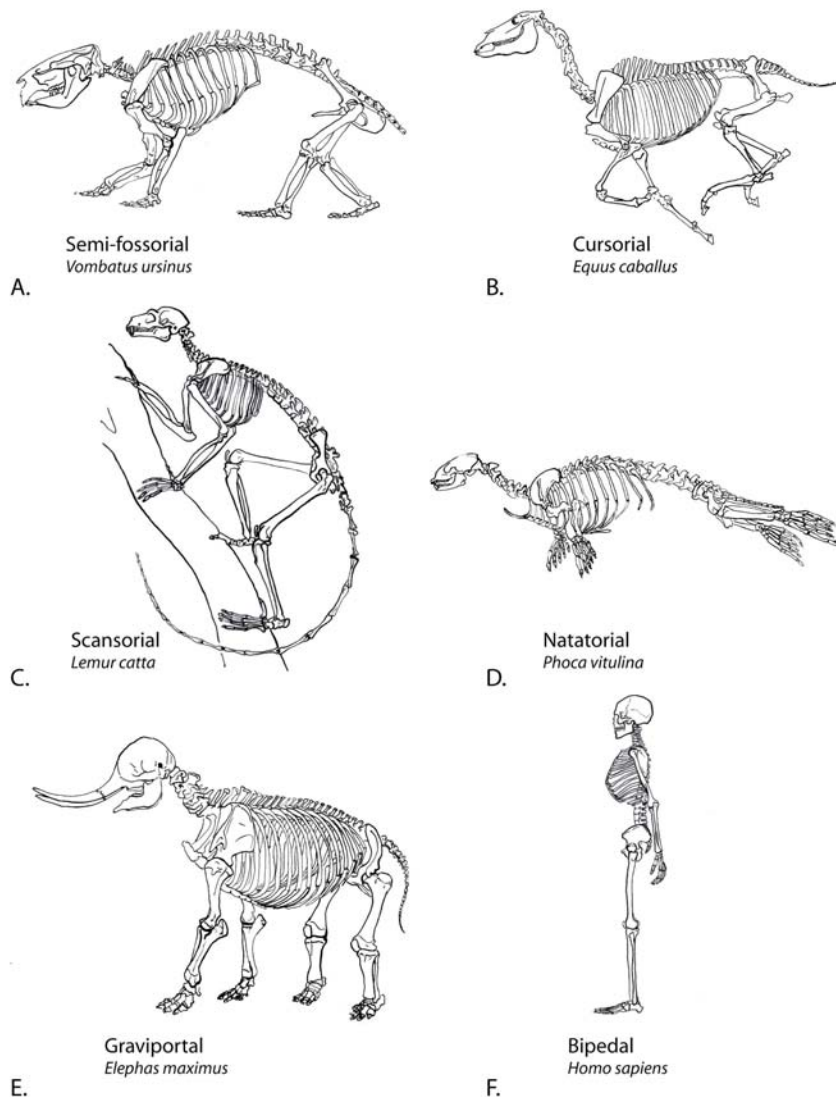 Semi-fossorial
Vombatus ursinus
A.
Cursorial
Equus caballus
B.
Scansorial
Lemur catta
C.
Natatorial
Phoca vitulina
D.
Graviportal
Elephas maximus
E.
Bipedal
Homo sapiens
F.